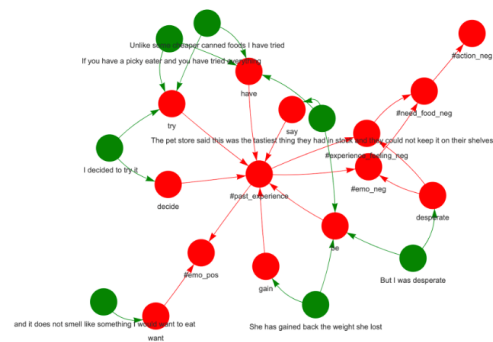 Unlike some cheaper canned foods I have tried
#action_neg
If you have a picky eater and you have tried everything
have
#need_food_neg
try
say
The pet store said this was the tastiest thing they had in stock and they could not keep it on their shelves
#experience_feeling_neg
I decided to try it
#emo_neg
decide
#past_experience
desperate
be
#emo_pos
gain
But I was desperate
and it does not smell like something I would want to eat
She has gained back the weight she lost
want